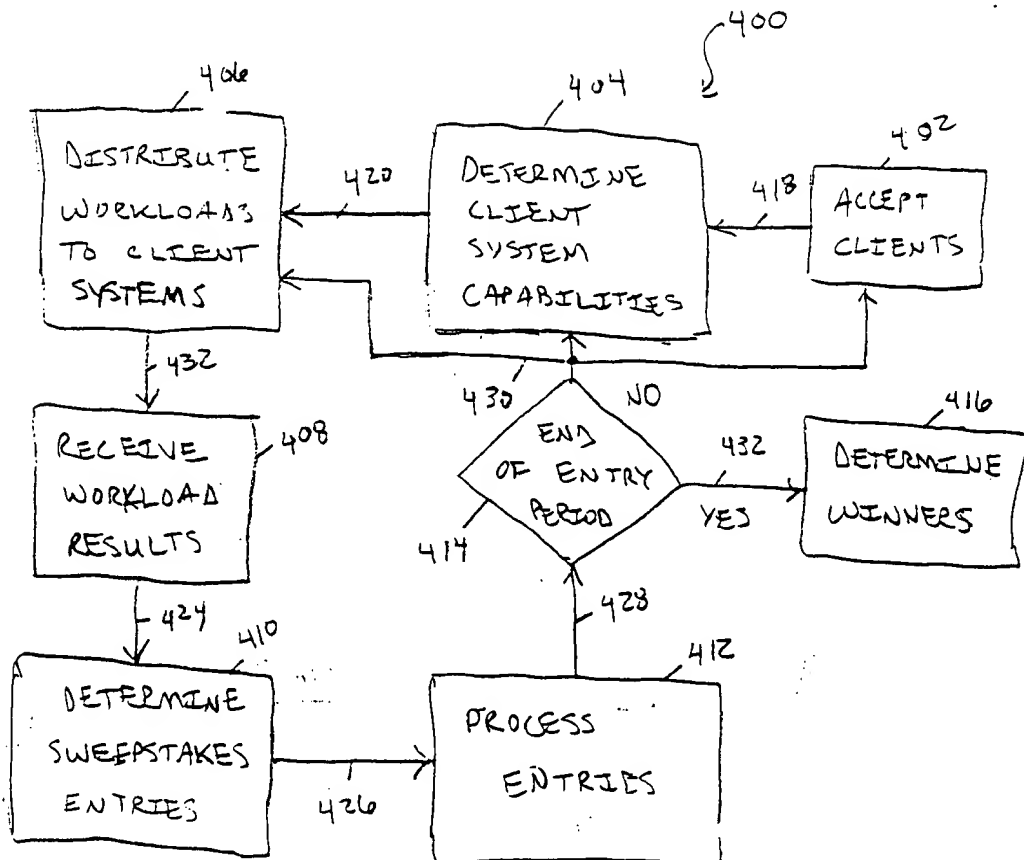 400
406
DISTRIBUTE
WORKLOADS
TO CLIENT
SYSTEMS
420
404
DETERMINE
CLIENT
SYSTEM
CAPABILITIES
418
402
ACCEPT
CLIENTS
432
430
NO
408
RECEIVE
WORKLOAD
RESULTS
END
OF ENTRY
PERIOD
414
432
YES
416
DETERMINE
WINNERS
424
410
DETERMINE
SWEEPSTAKES
ENTRIES
426
428
412
PROCESS
ENTRIES